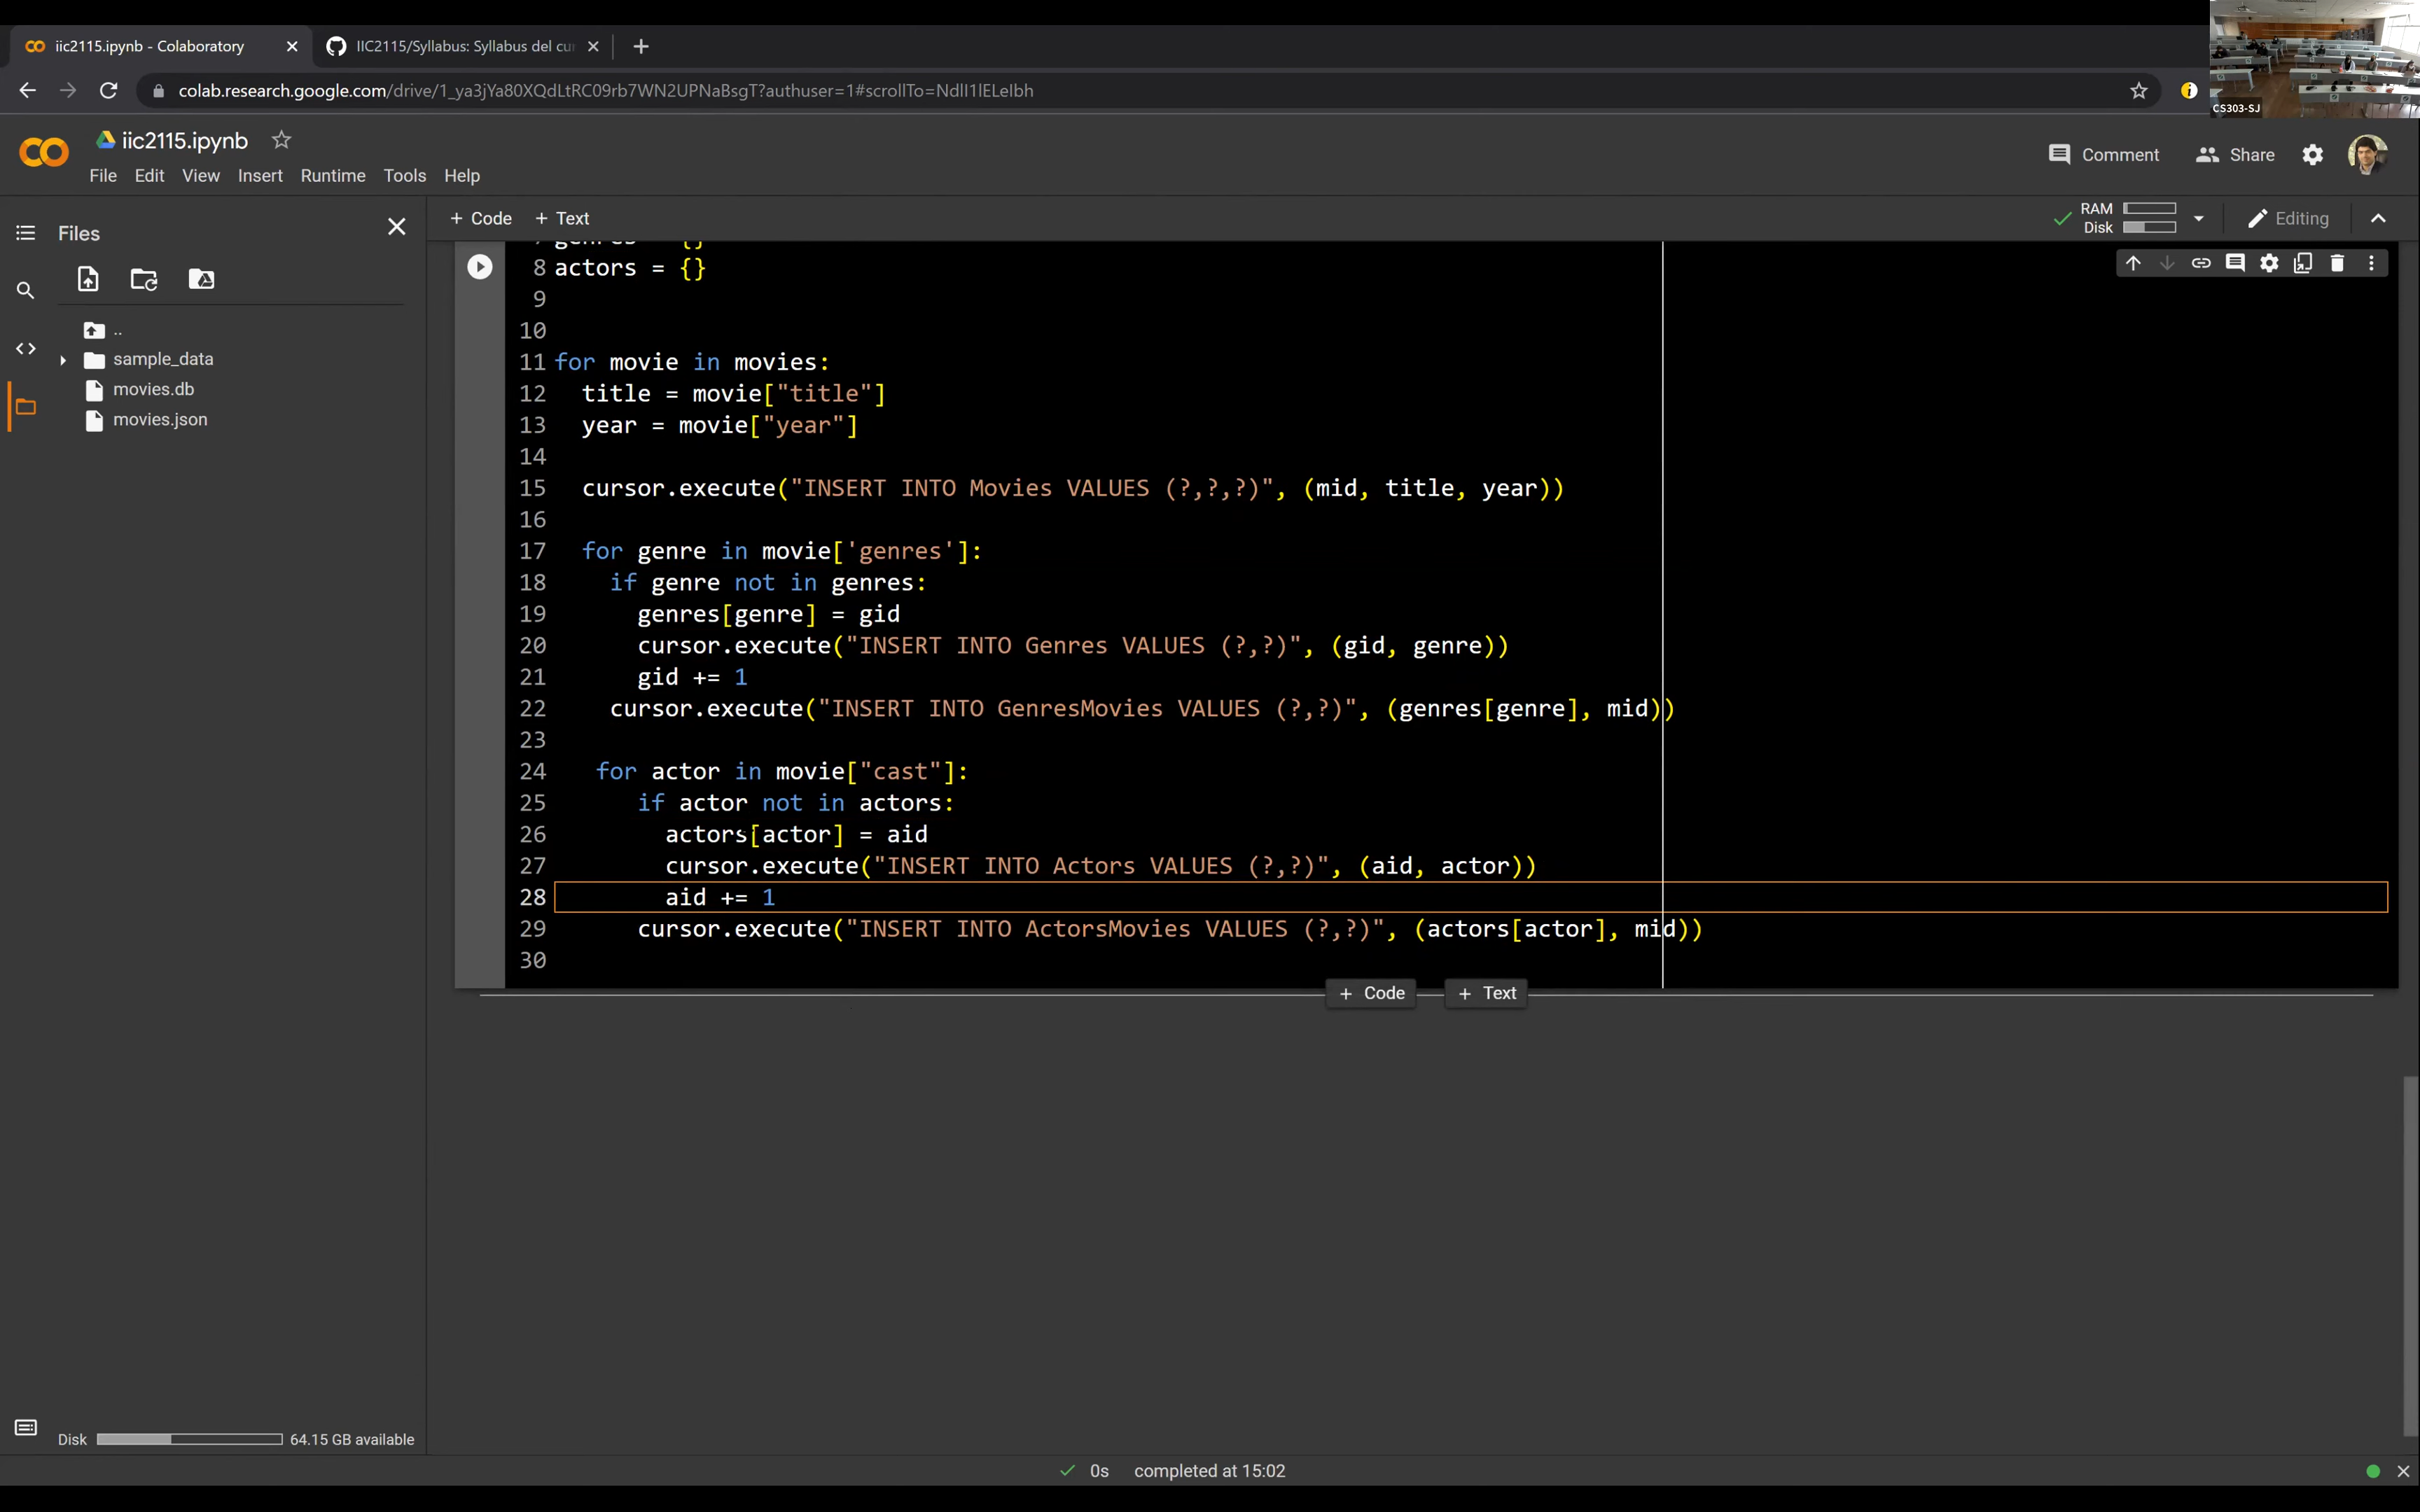 iic2115.ipynb - Colaboratory
IIC2115/Syllabus: Syllabus del cu
colab.research.google.com/drive/1_ya3jYa80XQdLtRC09rb7WN2UPNaBsgT?authuser=1#scrollTo=NdlI1lELeIbh
CS303-SJ
iic2115.ipynb
Comment
Share
File Edit View Insert Runtime Tools Help
Files
+ Code + Text
RAM
Disk
Editing
..
sample_data
movies.db
movies.json
7 genres = {}
8 actors = {}
9
10
11 for movie in movies:
12 title = movie["title"]
13 year = movie["year"]
14
15 cursor.execute("INSERT INTO Movies VALUES (?,?,?)", (mid, title, year))
16
17 for genre in movie['genres']:
18 if genre not in genres:
19 genres[genre] = gid
20 cursor.execute("INSERT INTO Genres VALUES (?,?)", (gid, genre))
21 gid += 1
22 cursor.execute("INSERT INTO GenresMovies VALUES (?,?)", (genres[genre], mid))
23
24 for actor in movie["cast"]:
25 if actor not in actors:
26 actors[actor] = aid
27 cursor.execute("INSERT INTO Actors VALUES (?,?)", (aid, actor))
28 aid += 1
29 cursor.execute("INSERT INTO ActorsMovies VALUES (?,?)", (actors[actor], mid))
30
+ Code + Text
Disk 64.15 GB available
0s completed at 15:02